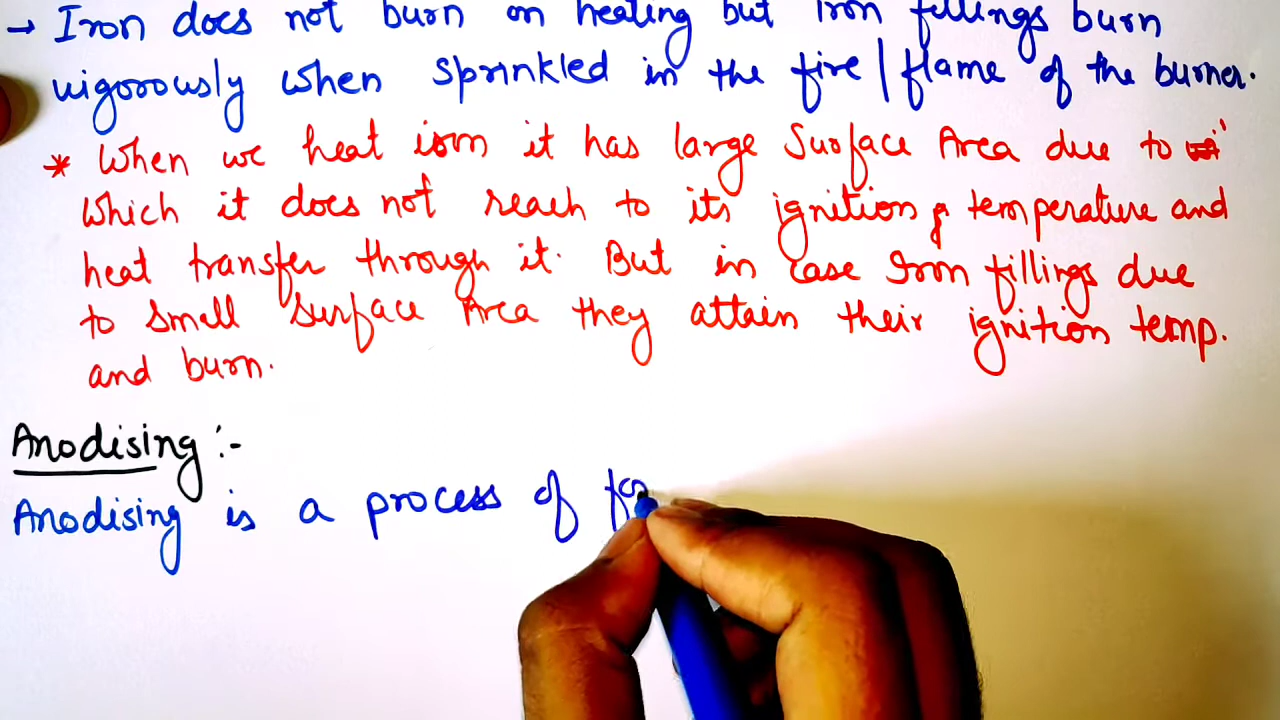 → Iron does not burn on heating but iron fillings burn
vigorously when sprinkled in the fire/flame of the burner.
* When we heat iron it has large Surface Area due to
which it does not reach to its ignition temperature and
heat transfer through it. But in case Iron fillings due
to small surface Area they attain their ignition temp.
and burn.
Anodising :-
Anodising is a process of fo